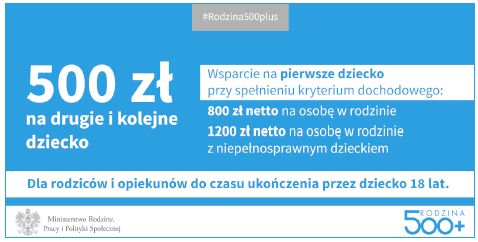 #Rodzina500plus
500 zł
na drugie i kolejne
dziecko
Wsparcie na pierwsze dziecko
przy spełnieniu kryterium dochodowego:
800 zł netto na osobę w rodzinie
1200 zł netto na osobę w rodzinie
z niepełnosprawnym dzieckiem
Dla rodziców i opiekunów do czasu ukończenia przez dziecko 18 lat.
Ministerstwo Rodziny,
Pracy i Polityki Społecznej
RODZINA
500+